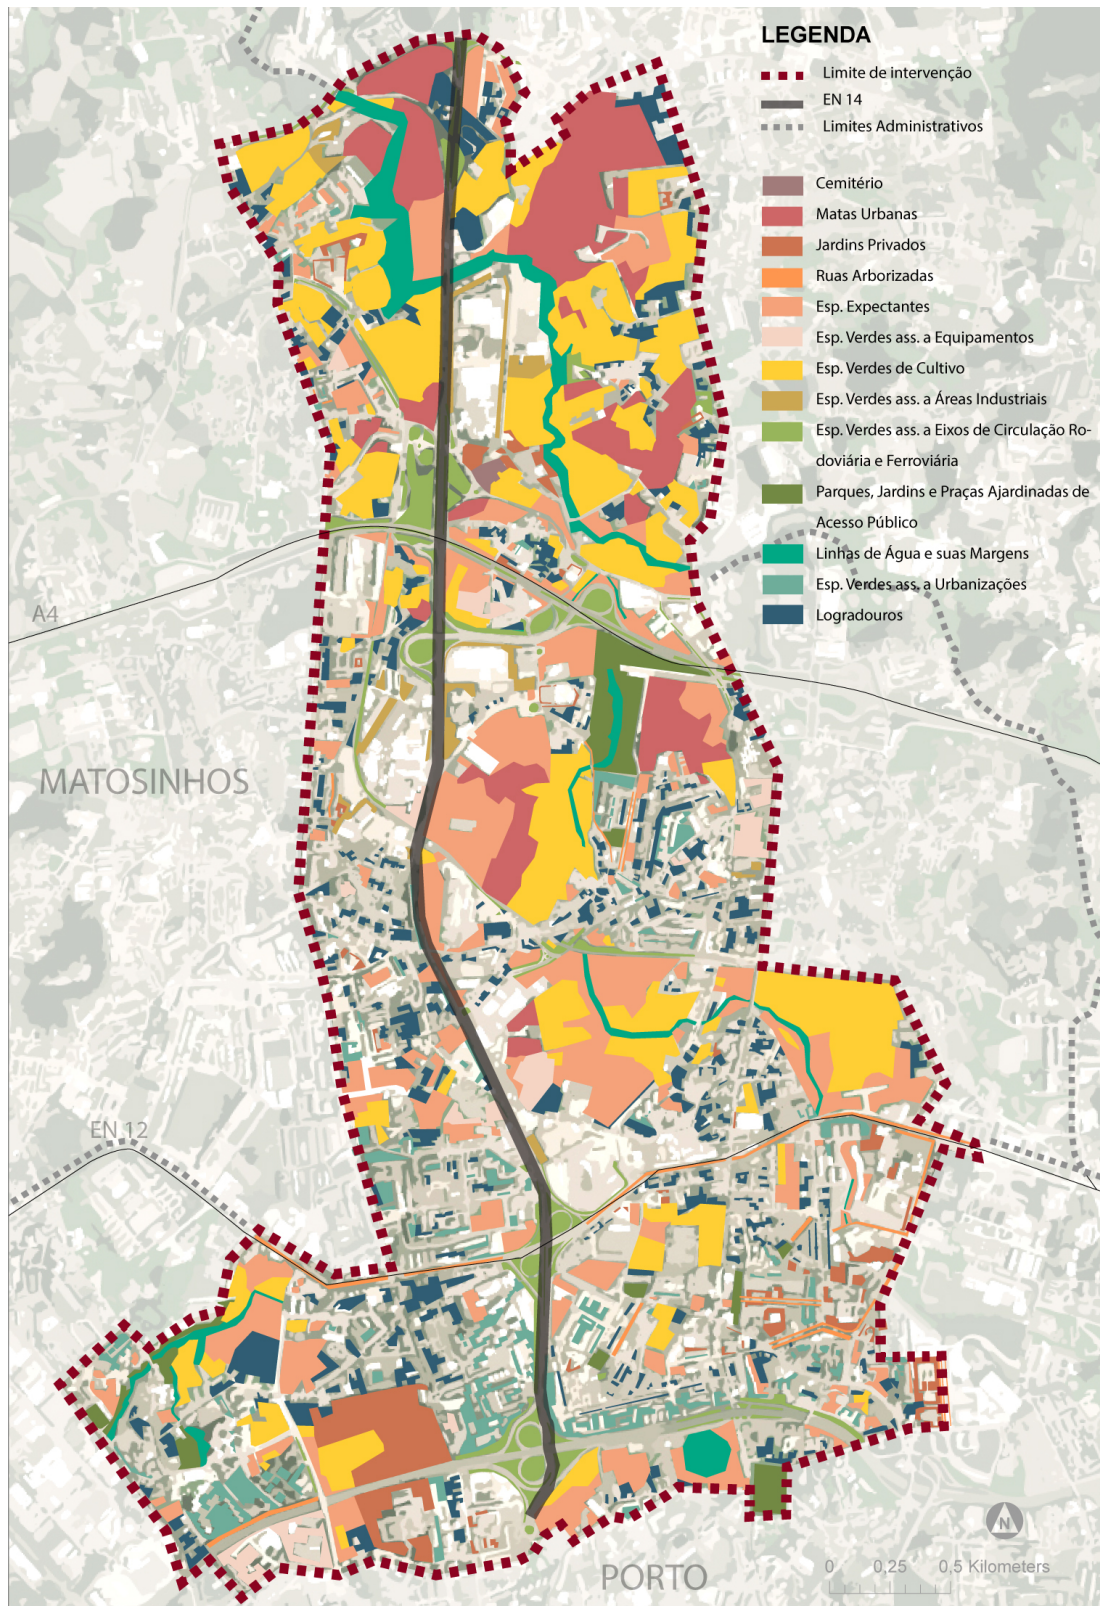 LEGENDA
Limite de intervenção
EN 14
Limites Administrativos
Cemitério
Matas Urbanas
Jardins Privados
Ruas Arborizadas
Esp. Expectantes
Esp. Verdes ass. a Equipamentos
Esp. Verdes de Cultivo
Esp. Verdes ass. a Áreas Industriais
Esp. Verdes ass. a Eixos de Circulação Ro-
doviária e Ferroviária
Parques, Jardins e Praças Ajardinadas de
Acesso Público
Linhas de Água e suas Margens
Esp. Verdes ass. a Urbanizações
Logradouros
A4
MATOSINHOS
EN 12
N
0 0,25 0,5 Kilometers
PORTO